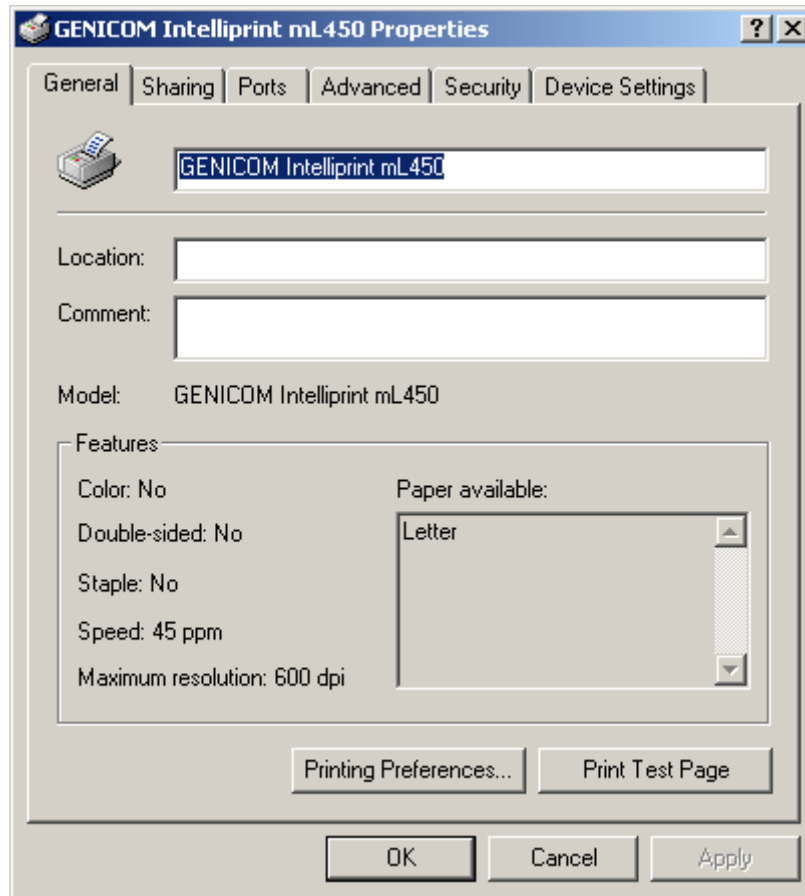 GENICOM Intelliprint mL450 Properties
General Sharing Ports Advanced Security Device Settings
GENICOM Intelliprint mL450
Location:
Comment:
Model: GENICOM Intelliprint mL450
Features
Color: No
Paper available:
Double-sided: No
Letter
Staple: No
Speed: 45 ppm
Maximum resolution: 600 dpi
Printing Preferences... Print Test Page
OK Cancel Apply